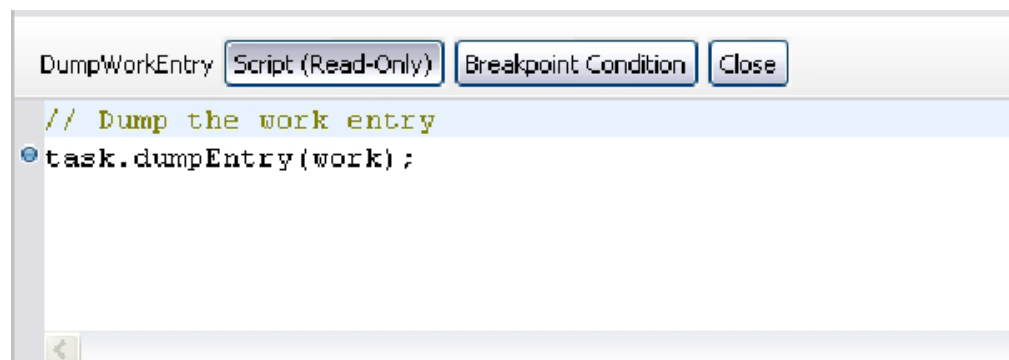 DumpWorkEntry Script (Read-Only) Breakpoint Condition Close
// Dump the work entry
task.dumpEntry(work);